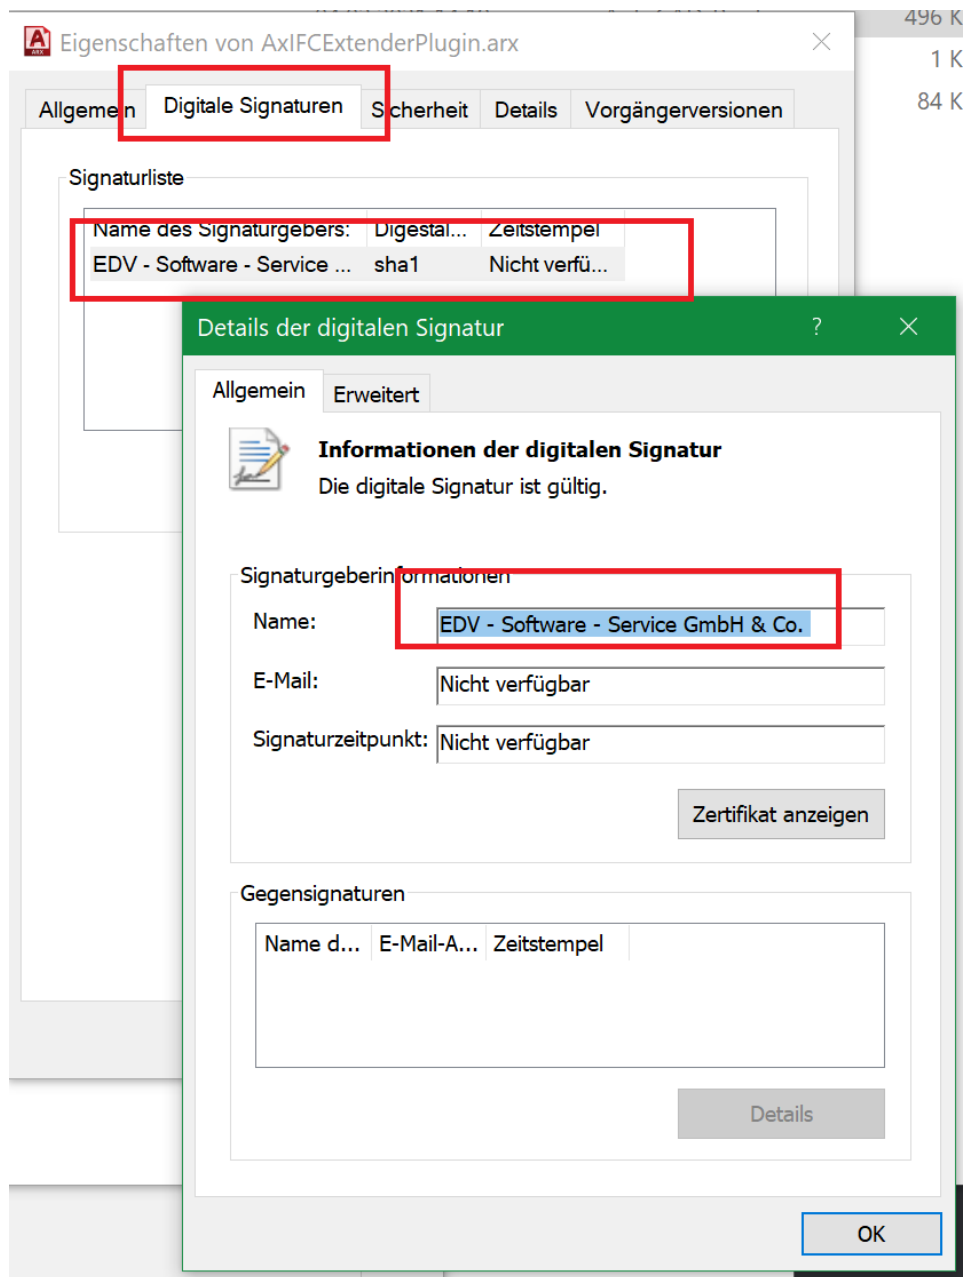 496 K
Eigenschaften von AxIFCExtenderPlugin.arx
1 K
84 K
Allgemein Digitale Signaturen Sicherheit Details Vorgängerversionen
Signaturliste
Name des Signaturgebers: Digestal... Zeitstempel
EDV - Software - Service ... sha1 Nicht verfü...
Details der digitalen Signatur ?
Allgemein Erweitert
Informationen der digitalen Signatur
Die digitale Signatur ist gültig.
Signaturgeberinformationen
Name: EDV - Software - Service GmbH & Co.
E-Mail: Nicht verfügbar
Signaturzeitpunkt: Nicht verfügbar
Zertifikat anzeigen
Gegensignaturen
Name d... E-Mail-A... Zeitstempel
Details
OK